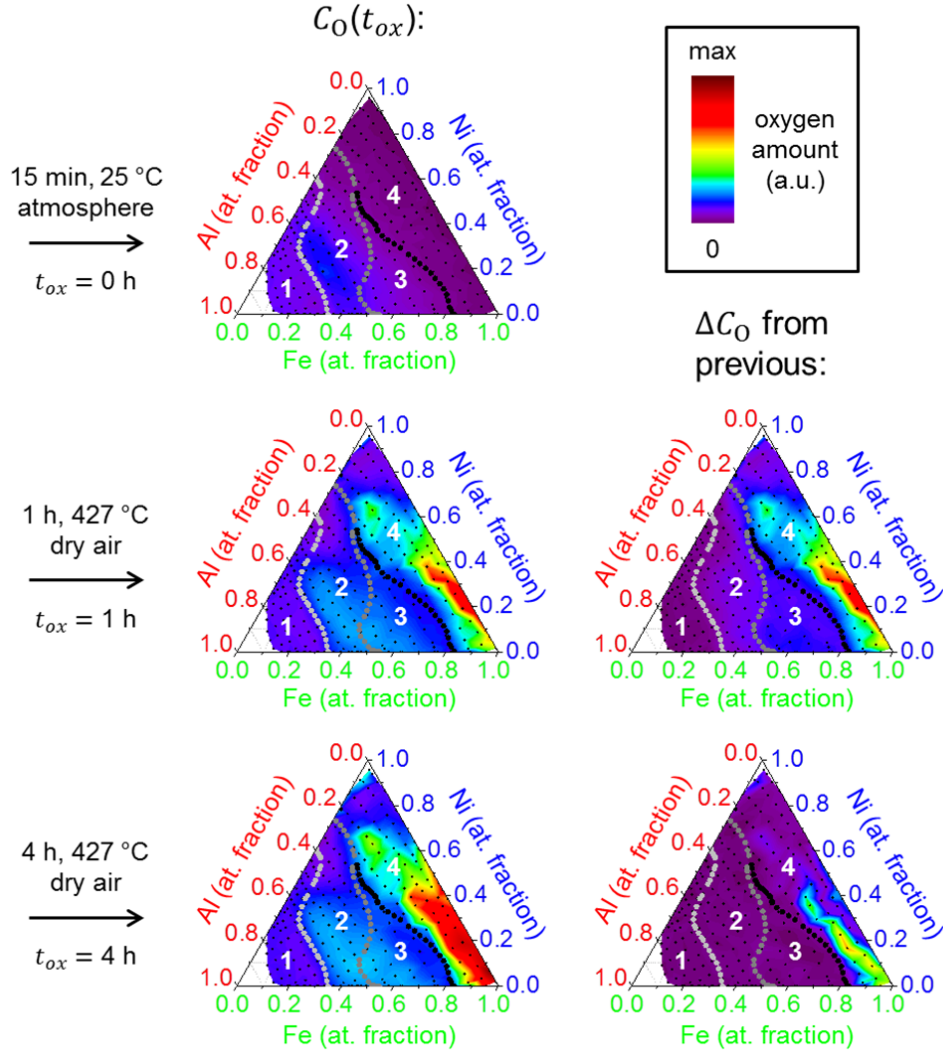 C_O(t_ox):
max
oxygen
amount
(a.u.)
0
15 min, 25 °C
atmosphere
t_ox = 0 h
Al (at. fraction)
0.0
0.2
0.4
0.6
0.8
1.0
Ni (at. fraction)
1.0
0.8
0.6
0.4
0.2
0.0
1
2
3
4
0.0 0.2 0.4 0.6 0.8 1.0
Fe (at. fraction)
ΔC_O from
previous:
1 h, 427 °C
dry air
t_ox = 1 h
Al (at. fraction)
0.0
0.2
0.4
0.6
0.8
1.0
Ni (at. fraction)
1.0
0.8
0.6
0.4
0.2
0.0
1
2
3
4
0.0 0.2 0.4 0.6 0.8 1.0
Fe (at. fraction)
Al (at. fraction)
0.0
0.2
0.4
0.6
0.8
1.0
Ni (at. fraction)
1.0
0.8
0.6
0.4
0.2
0.0
1
2
3
4
0.0 0.2 0.4 0.6 0.8 1.0
Fe (at. fraction)
4 h, 427 °C
dry air
t_ox = 4 h
Al (at. fraction)
0.0
0.2
0.4
0.6
0.8
1.0
Ni (at. fraction)
1.0
0.8
0.6
0.4
0.2
0.0
1
2
3
4
0.0 0.2 0.4 0.6 0.8 1.0
Fe (at. fraction)
Al (at. fraction)
0.0
0.2
0.4
0.6
0.8
1.0
Ni (at. fraction)
1.0
0.8
0.6
0.4
0.2
0.0
1
2
3
4
0.0 0.2 0.4 0.6 0.8 1.0
Fe (at. fraction)